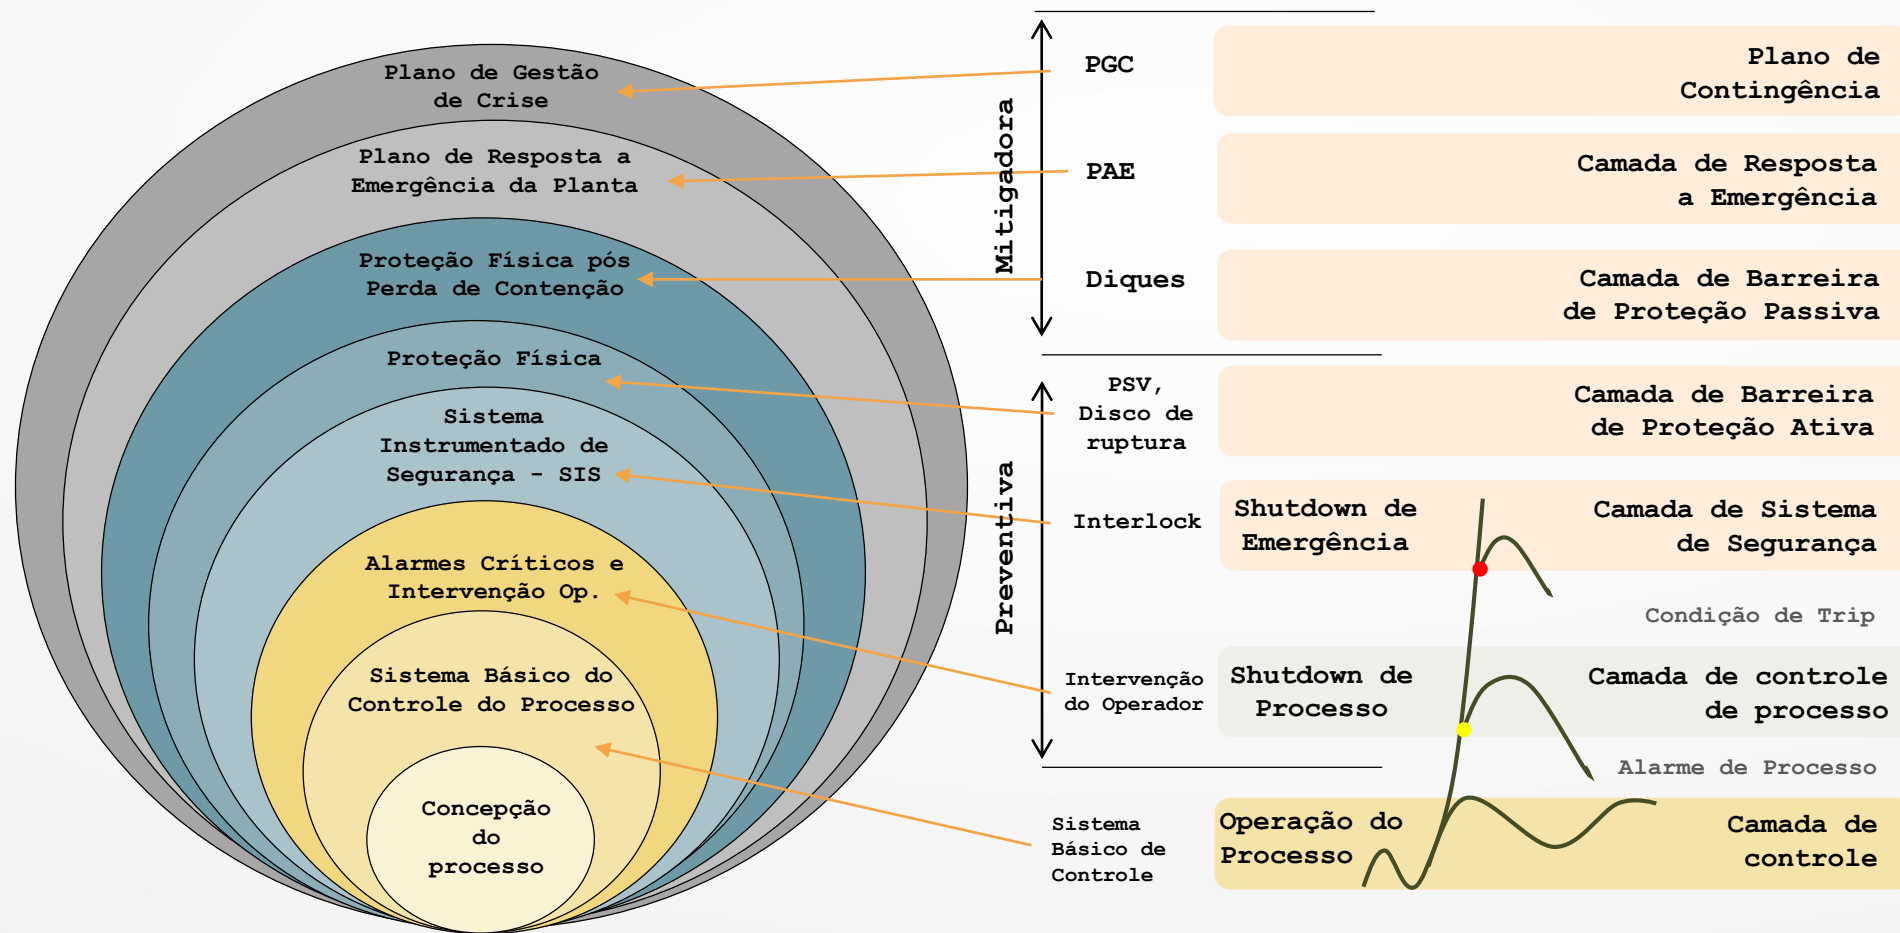 Plano de Gestão
de Crise
Plano de Resposta a
Emergência da Planta
Proteção Física pós
Perda de Contenção
Proteção Física
Sistema
Instrumentado de
Segurança - SIS
Alarmes Críticos e
Intervenção Op.
Sistema Básico do
Controle do Processo
Concepção
do
processo
Mitigadora
Preventiva
PGC
PAE
Diques
PSV,
Disco de
ruptura
Interlock
Intervenção
do Operador
Sistema
Básico de
Controle
Plano de
Contingência
Camada de Resposta
a Emergência
Camada de Barreira
de Proteção Passiva
Camada de Barreira
de Proteção Ativa
Shutdown de
Emergência
Camada de Sistema
de Segurança
Condição de Trip
Shutdown de
Processo
Camada de controle
de processo
Alarme de Processo
Operação do
Processo
Camada de
controle